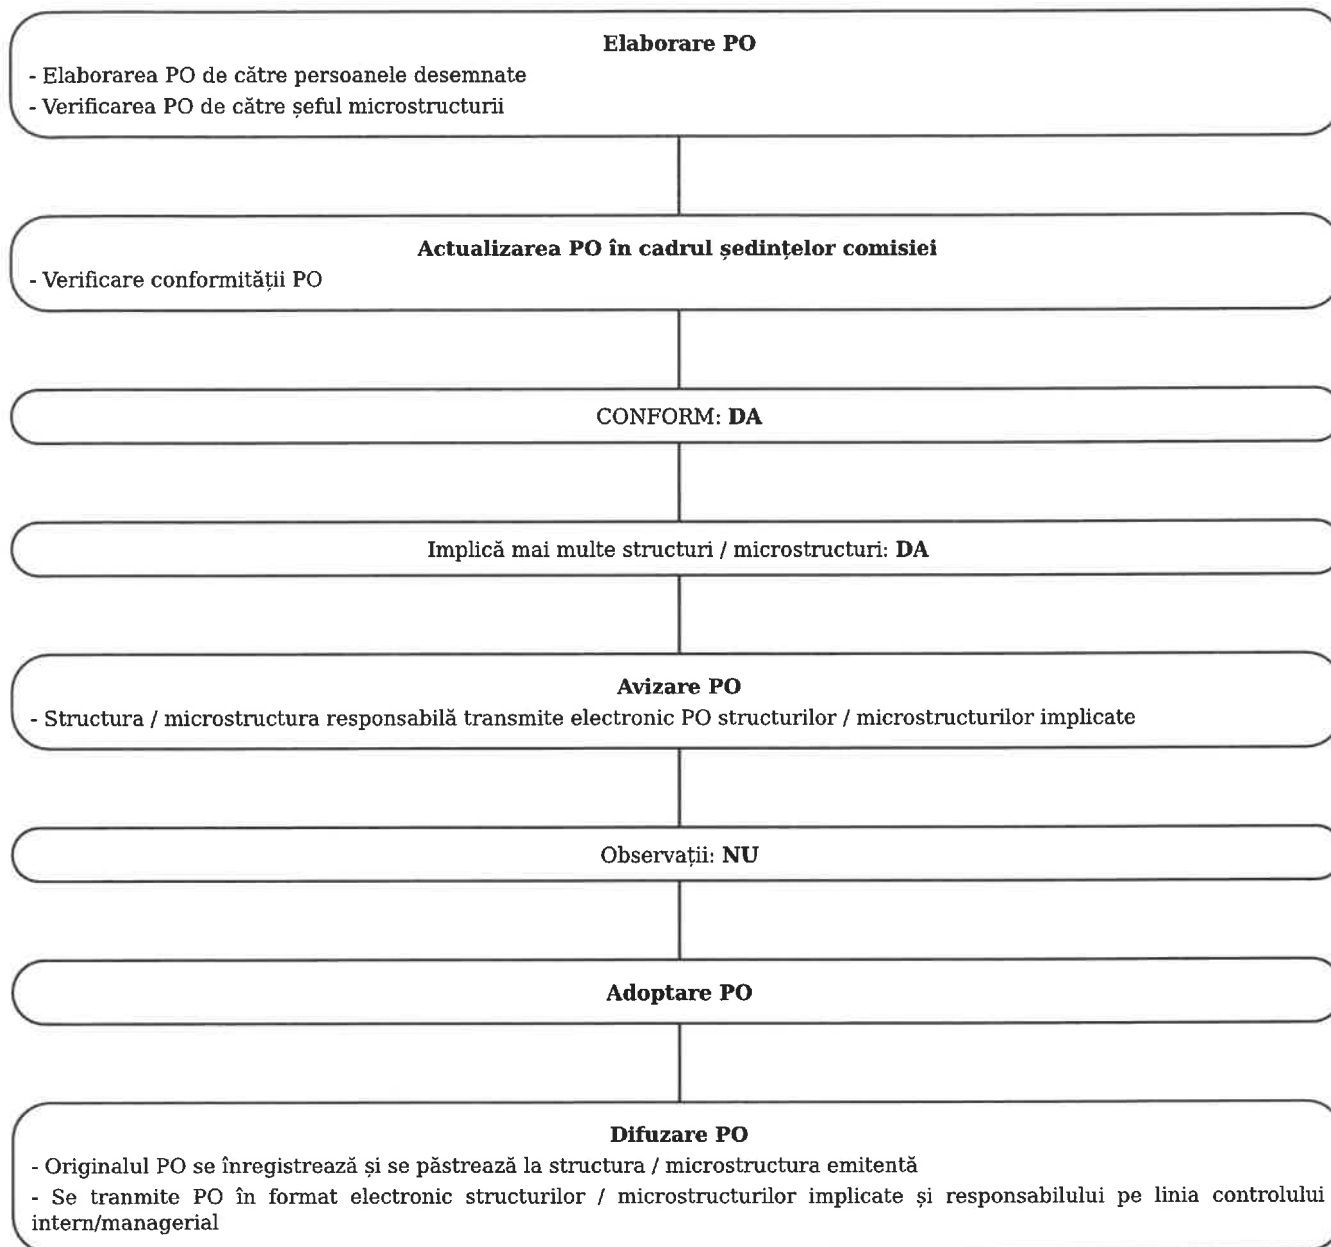 Elaborare PO
- Elaborarea PO de către persoanele desemnate
- Verificarea PO de către șeful microstructurii
Actualizarea PO în cadrul ședințelor comisiei
- Verificare conformității PO
CONFORM: DA
Implică mai multe structuri / microstructuri: DA
Avizare PO
- Structura / microstructura responsabilă transmite electronic PO structurilor / microstructurilor implicate
Observații: NU
Adoptare PO
Difuzare PO
- Originalul PO se înregistrează și se păstrează la structura / microstructura emitentă
- Se tranmite PO în format electronic structurilor / microstructurilor implicate și responsabilului pe linia controlului
intern/managerial